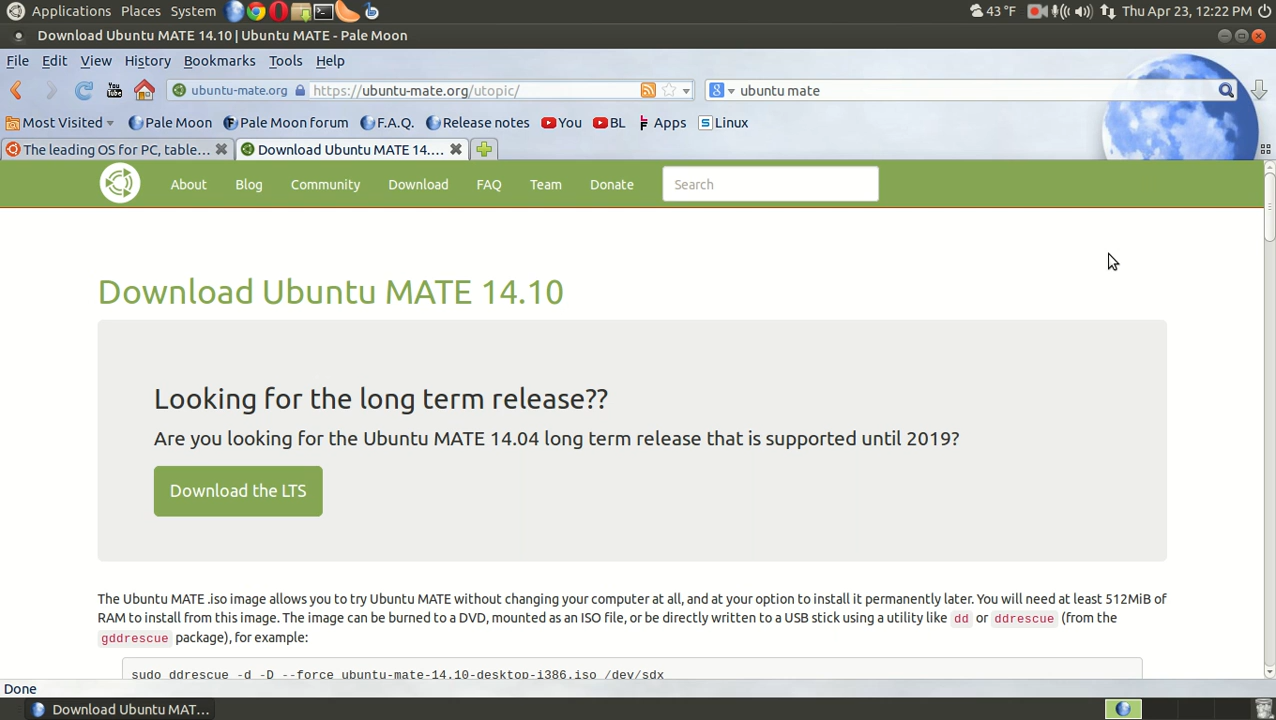 Applications Places System 43 °F Thu Apr 23, 12:22 PM
Download Ubuntu MATE 14.10 | Ubuntu MATE - Pale Moon
File Edit View History Bookmarks Tools Help
You Tube ubuntu-mate.org https://ubuntu-mate.org/utopic/ ubuntu mate
Most Visited Pale Moon Pale Moon forum F.A.Q. Release notes You BL Apps Linux
The leading OS for PC, table... Download Ubuntu MATE 14....
About Blog Community Download FAQ Team Donate Search
Download Ubuntu MATE 14.10
Looking for the long term release??
Are you looking for the Ubuntu MATE 14.04 long term release that is supported until 2019?
Download the LTS
The Ubuntu MATE .iso image allows you to try Ubuntu MATE without changing your computer at all, and at your option to install it permanently later. You will need at least 512MiB of
RAM to install from this image. The image can be burned to a DVD, mounted as an ISO file, or be directly written to a USB stick using a utility like dd or ddrescue (from the
gddrescue package), for example:
sudo ddrescue -d -D --force ubuntu-mate-14.10-desktop-i386.iso /dev/sdx
Done
Download Ubuntu MAT...